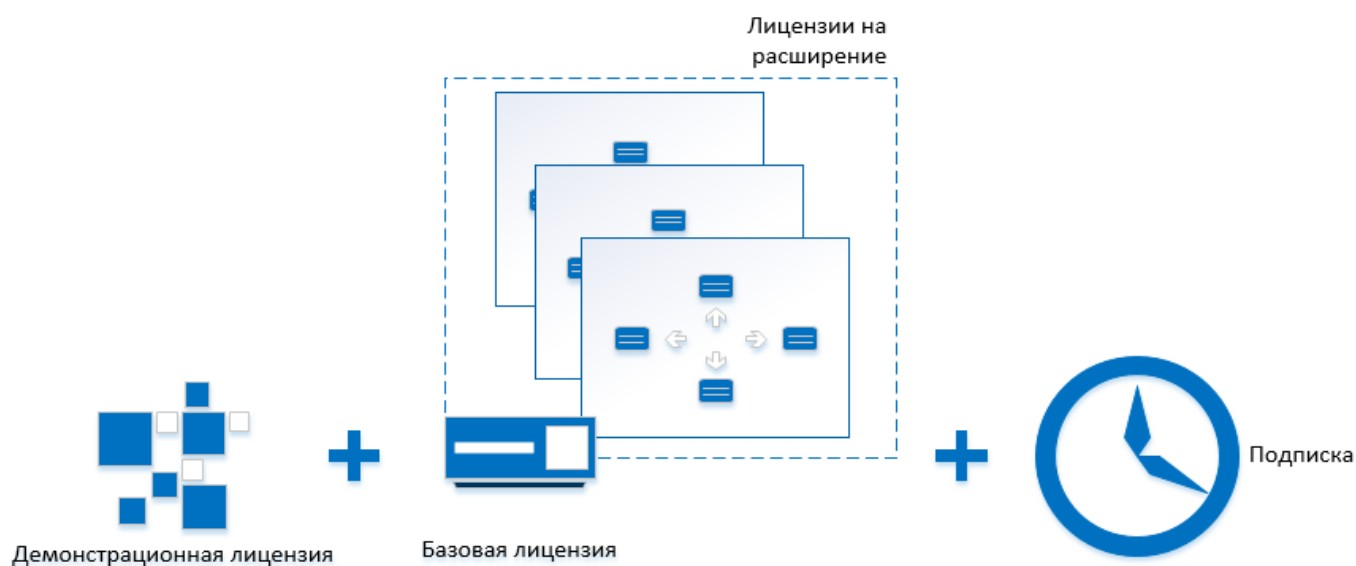 Лицензии на
расширение
Подписка
Демонстрационная лицензия
Базовая лицензия